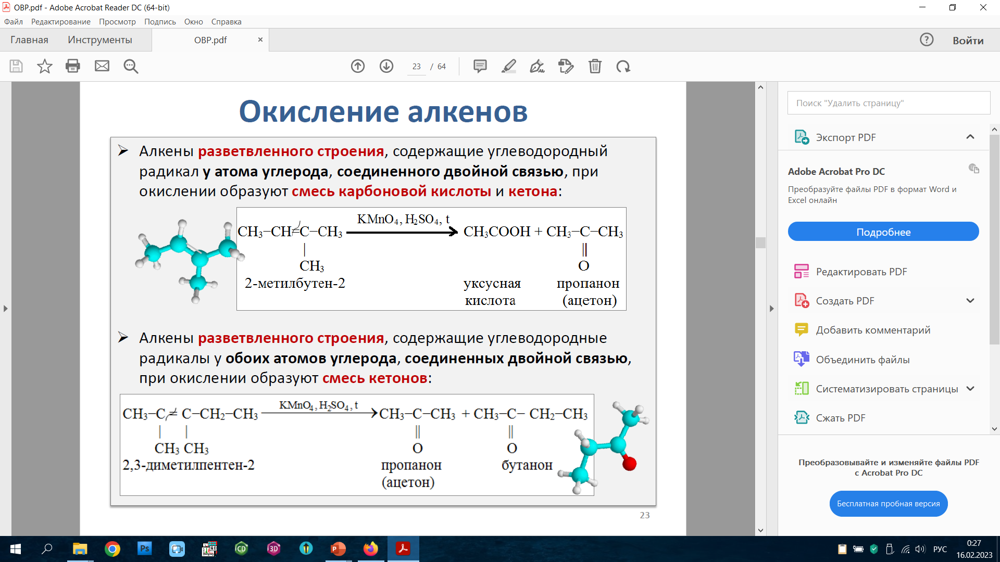 OBP.pdf - Adobe Acrobat Reader DC (64-bit)
Файл Редактирование Просмотр Подпись Окно Справка
Главная Инструменты OBP.pdf × ? Войти
23 / 64
Окисление алкенов
Алкены разветвленного строения, содержащие углеводородный
радикал у атома углерода, соединенного двойной связью, при
окислении образуют смесь карбоновой кислоты и кетона:
KMnO₄, H₂SO₄, t
CH₃–CH=C–CH₃ → CH₃COOH + CH₃–C–CH₃
| ||
CH₃ O
2-метилбутен-2 уксусная пропанон
кислота (ацетон)
Алкены разветвленного строения, содержащие углеводородные
радикалы у обоих атомов углерода, соединенных двойной связью,
при окислении образуют смесь кетонов:
KMnO₄, H₂SO₄, t
CH₃–C = C–CH₂–CH₃ → CH₃–C–CH₃ + CH₃–C– CH₂–CH₃
| | || ||
CH₃ CH₃ O O
2,3-диметилпентен-2 пропанон бутанон
(ацетон)
23
Поиск "Удалить страницу"
Экспорт PDF
Adobe Acrobat Pro DC
Преобразуйте файлы PDF в формат Word и
Excel онлайн
Подробнее
Редактировать PDF
Создать PDF
Добавить комментарий
Объединить файлы
Систематизировать страницы
Сжать PDF
Преобразовывайте и изменяйте файлы PDF
с Acrobat Pro DC
Бесплатная пробная версия
Ps CD 3D P РУС
0:27
16.02.2023